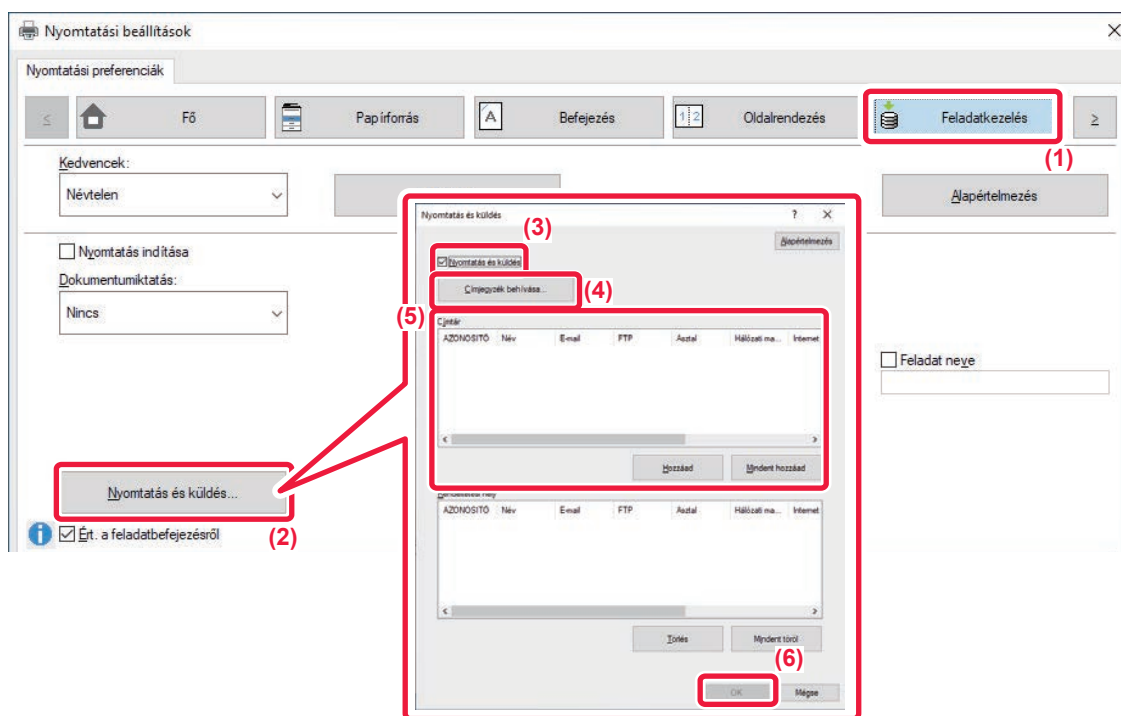 Nyomtatási beállítások
Nyomtatási preferenciák
Fő
Papírforrás
Befejezés
Oldalrendezés
Feladatkezelés
(1)
Kedvencek:
Névtelen
Alapértelmezés
Nyomtatás indítása
Dokumentumiktatás:
Nincs
Feladat neve
Nyomtatás és küldés...
(2)
Ért. a feladatbefejezésről
Nyomtatás és küldés
?
Alapértelmezés
(3)
Nyomtatás és küldés
Címjegyzék behívása...
(4)
(5)
Címtár
AZONOSÍTÓ Név E-mail FTP Asztal Hálózati ma... Internet
Hozzáad
Mindent hozzáad
AZONOSÍTÓ Név E-mail FTP Asztal Hálózati ma... Internet
Törlés
Mindent töröl
(6)
OK
Mégse